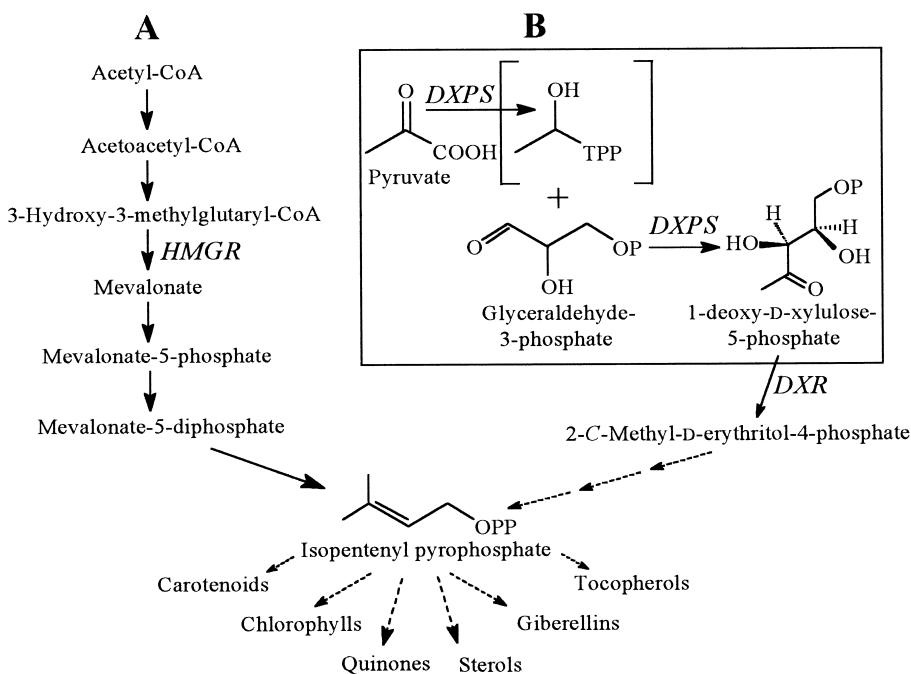 A
Acetyl-CoA
Acetoacetyl-CoA
3-Hydroxy-3-methylglutaryl-CoA
HMGR
Mevalonate
Mevalonate-5-phosphate
Mevalonate-5-diphosphate
B
O
DXPS
OH
COOH
TPP
Pyruvate
+
O
OH
OP
Glyceraldehyde-
3-phosphate
DXPS
OP
H
H
HO
OH
O
1-deoxy-D-xylulose-
5-phosphate
DXR
2-C-Methyl-D-erythritol-4-phosphate
OPP
Isopentenyl pyrophosphate
Carotenoids
Tocopherols
Chlorophylls
Giberellins
Quinones
Sterols